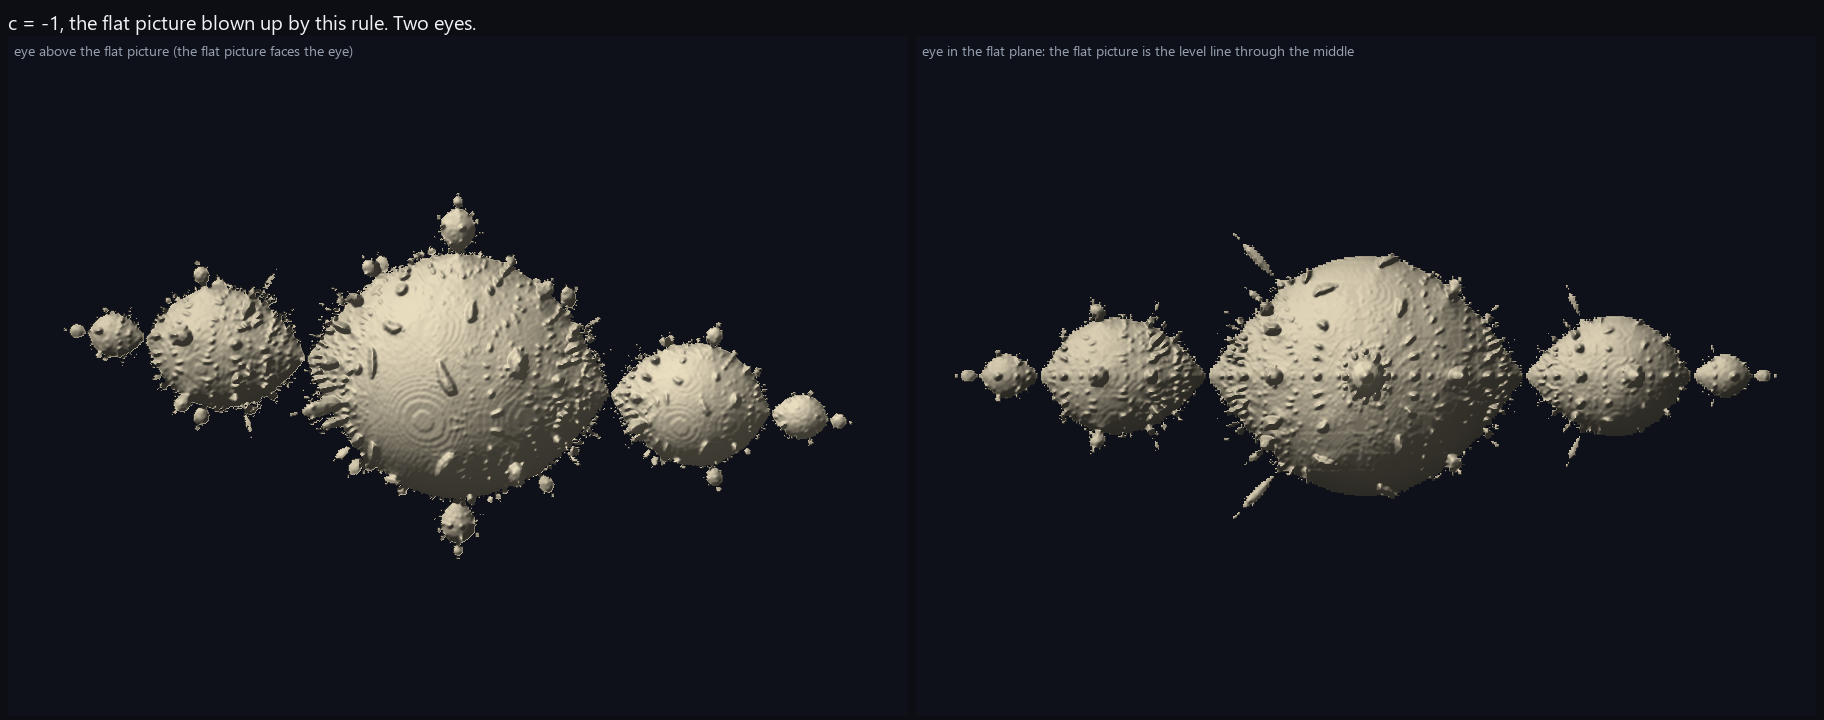 c = -1, the flat picture blown up by this rule. Two eyes.
eye above the flat picture (the flat picture faces the eye)
eye in the flat plane: the flat picture is the level line through the middle